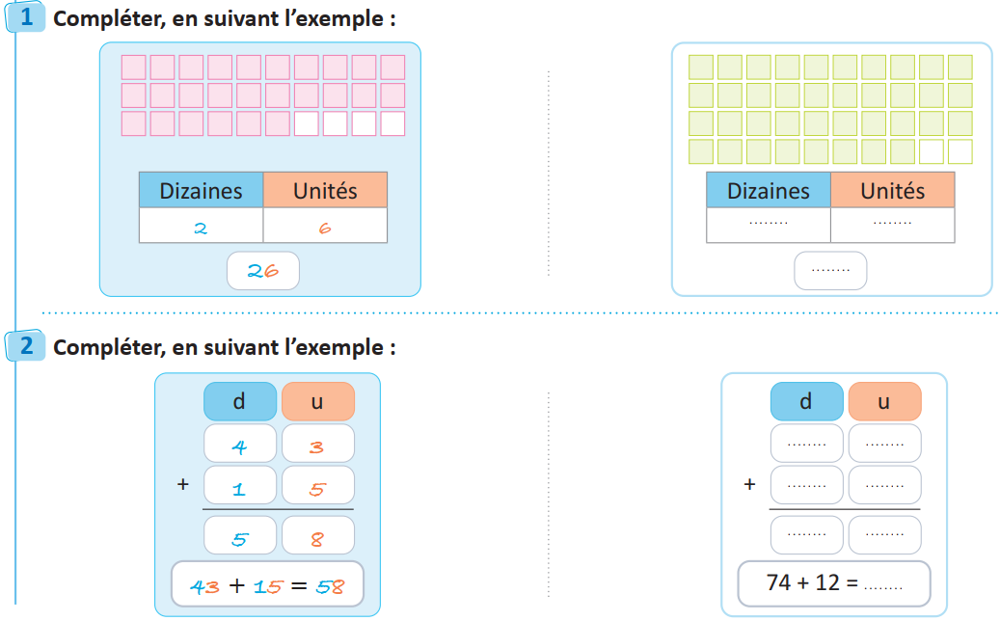 1 Compléter, en suivant l’exemple :
Dizaines Unités
2 6
26
Dizaines Unités
........ ........
........
2 Compléter, en suivant l’exemple :
d u
4 3
+ 1 5
5 8
43 + 15 = 58
d u
........ ........
+ ........ ........
........ ........
74 + 12 = ........